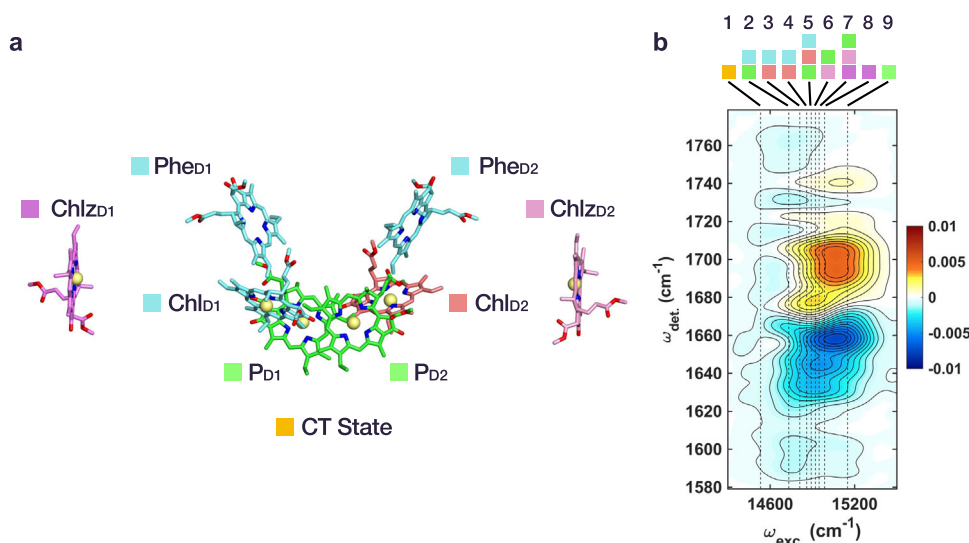 a
PheD1
PheD2
ChlzD1
ChlzD2
ChlD1
ChlD2
PD1
PD2
CT State
b
1 2 3 4 5 6 7 8 9
1760
1740
1720
1700
1680
1660
1640
1620
1600
1580
ωdet. (cm-1)
14600 15200
ωexc (cm-1)
0.01
0.005
0
-0.005
-0.01